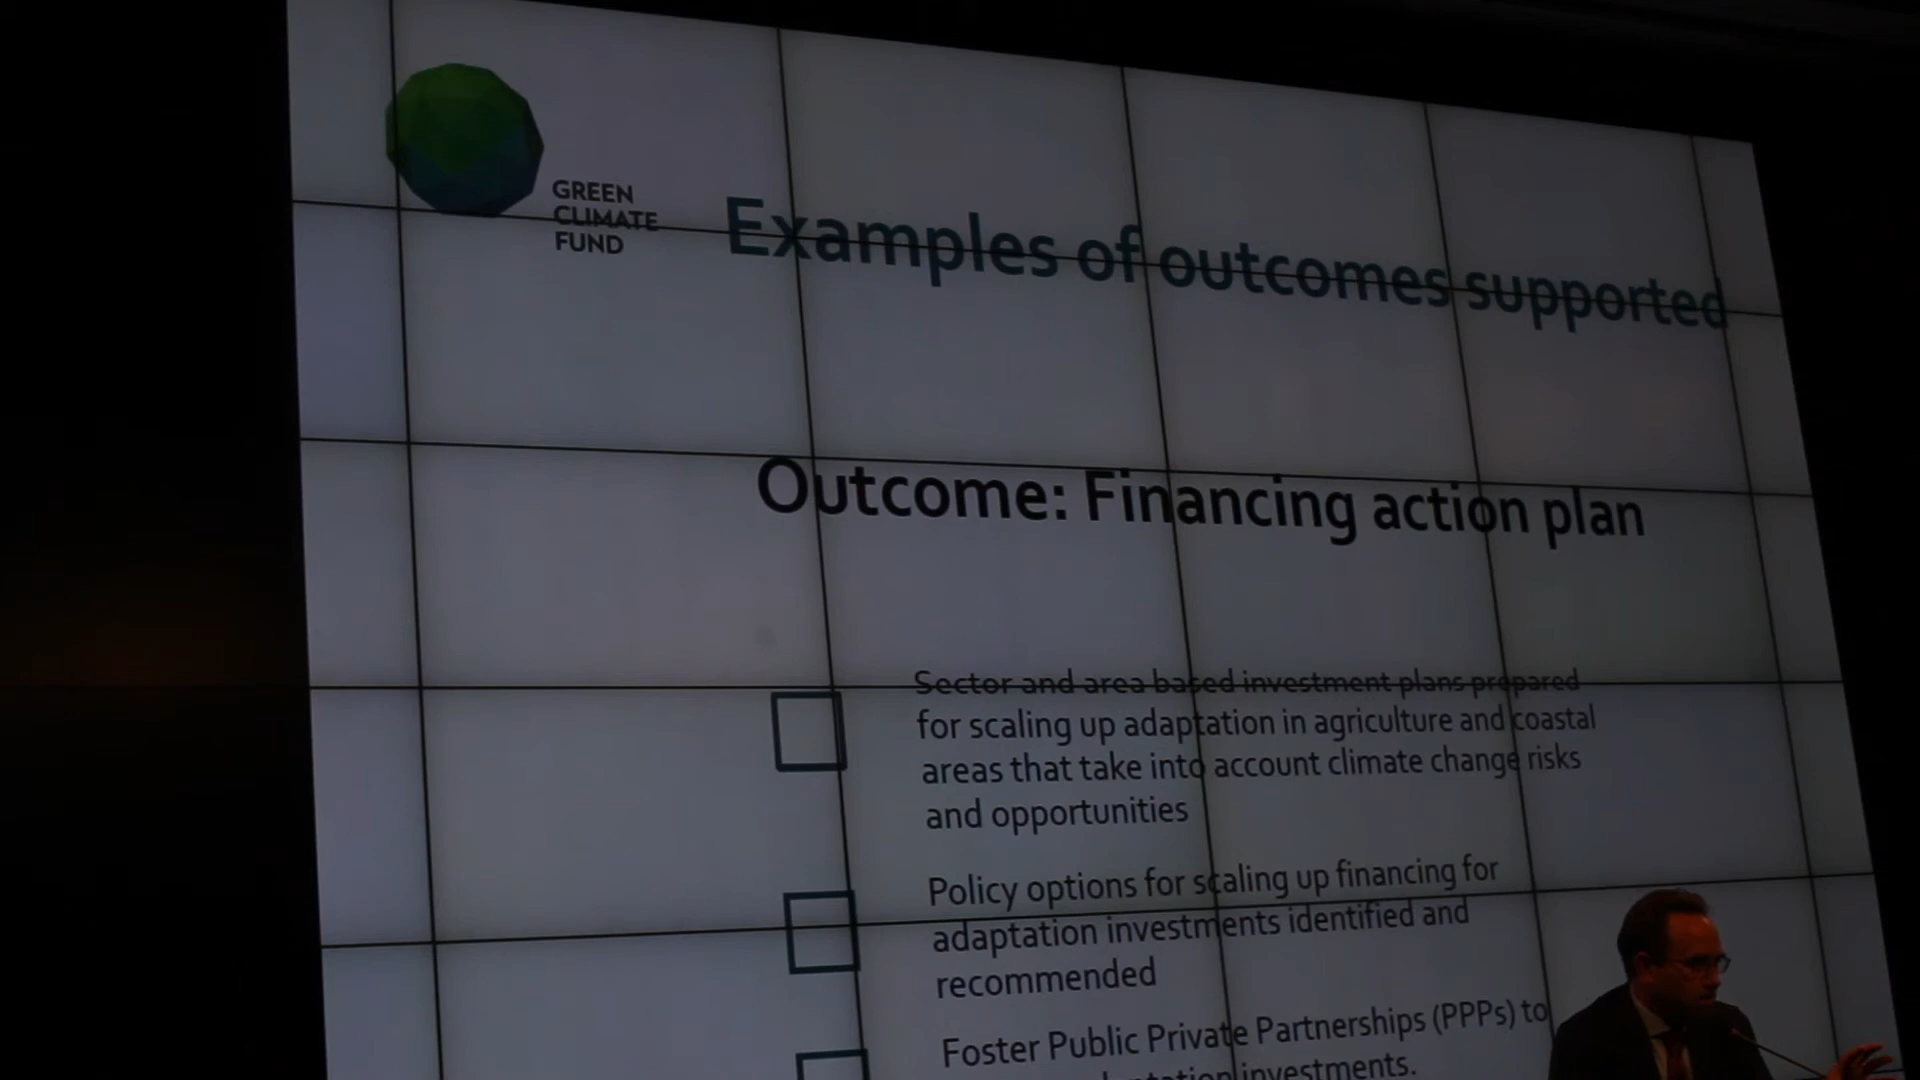 GREEN
CLIMATE
FUND
Examples of outcomes supported
Outcome: Financing action plan
Sector and area based investment plans prepared
for scaling up adaptation in agriculture and coastal
areas that take into account climate change risks
and opportunities
Policy options for scaling up financing for
adaptation investments identified and
recommended
Foster Public Private Partnerships (PPPs) to
investments.